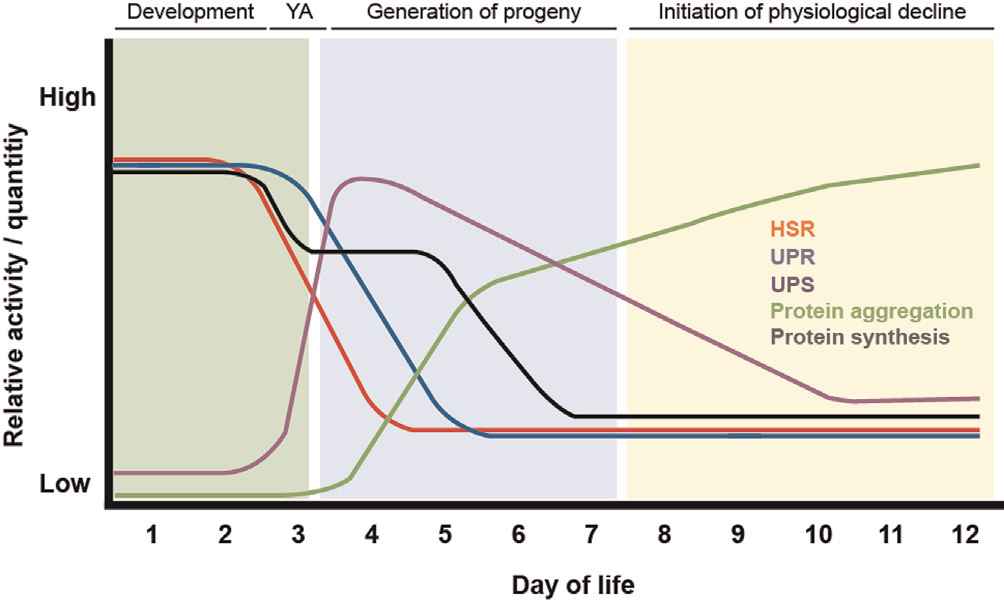 Development YA Generation of progeny Initiation of physiological decline
High
Relative activity / quantitiy
HSR
UPR
UPS
Protein aggregation
Protein synthesis
Low
1 2 3 4 5 6 7 8 9 10 11 12
Day of life